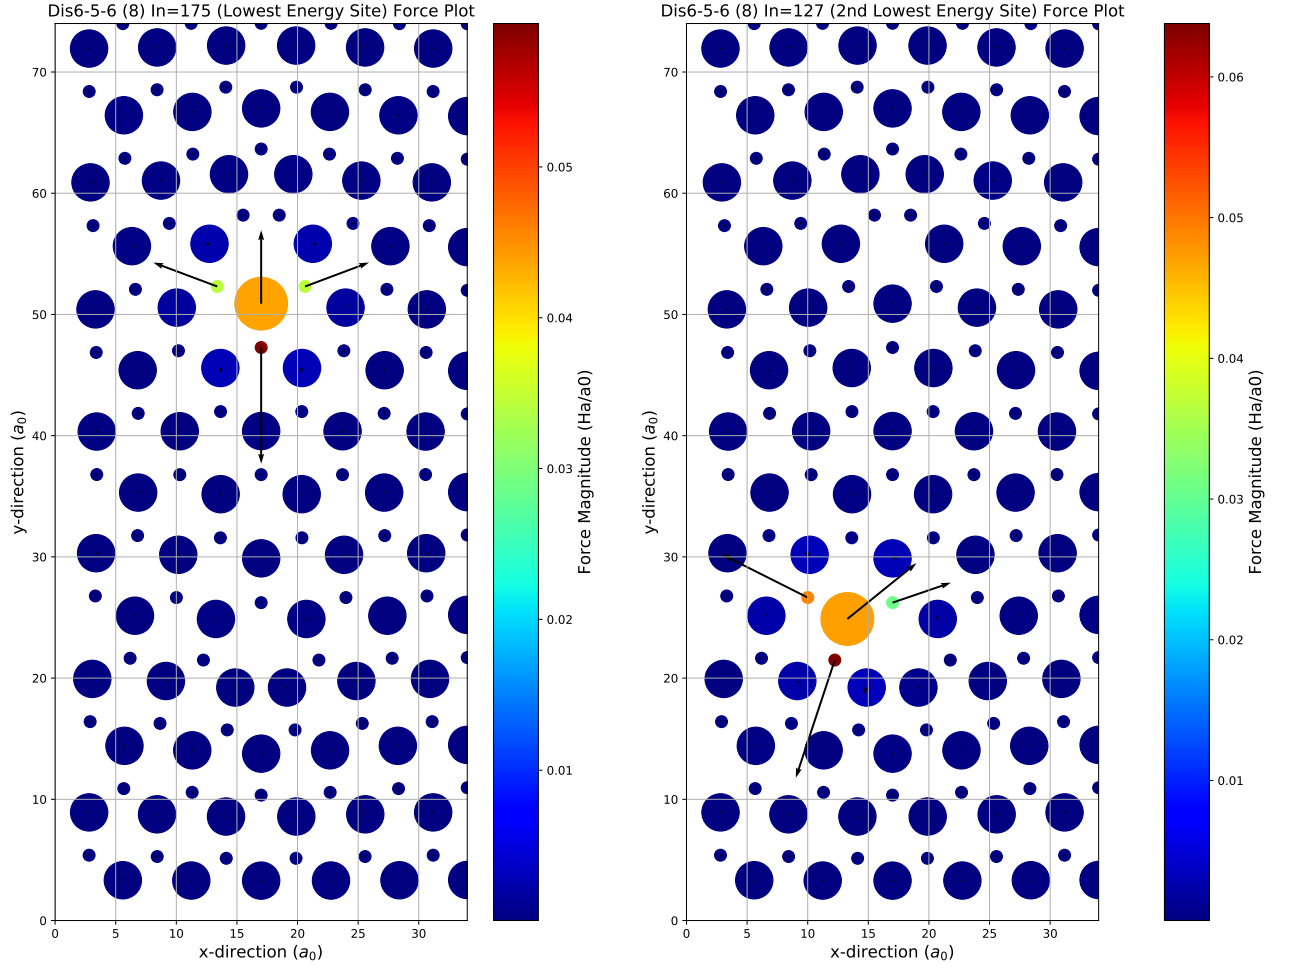 Dis6-5-6 (8) In=175 (Lowest Energy Site) Force Plot
70
60
50
40
30
20
10
0
0 5 10 15 20 25 30
x-direction (a0)
y-direction (a0)
0.05
0.04
0.03
0.02
0.01
Force Magnitude (Ha/a0)
Dis6-5-6 (8) In=127 (2nd Lowest Energy Site) Force Plot
70
60
50
40
30
20
10
0
0 5 10 15 20 25 30
x-direction (a0)
y-direction (a0)
0.06
0.05
0.04
0.03
0.02
0.01
Force Magnitude (Ha/a0)